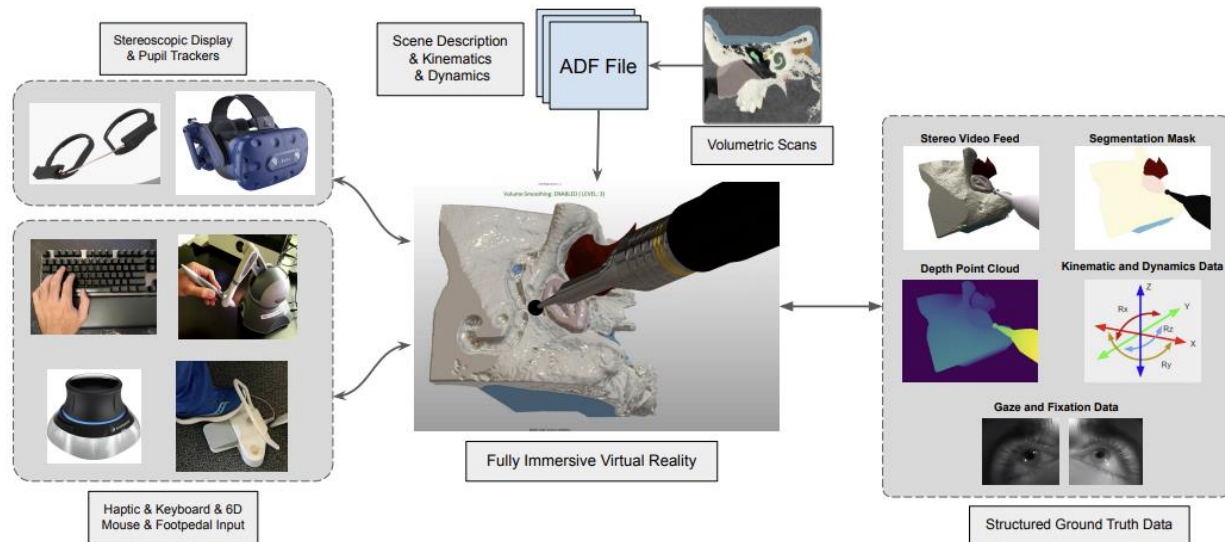 Stereoscopic Display
& Pupil Trackers
Scene Description
& Kinematics
& Dynamics
ADF File
Volumetric Scans
Volume Smoothing: ENABLED ( LEVEL: 3)
Fully Immersive Virtual Reality
Haptic & Keyboard & 6D
Mouse & Footpedal Input
Stereo Video Feed
Segmentation Mask
Depth Point Cloud
Kinematic and Dynamics Data
Z
Y
Rx
Rz
X
Ry
Gaze and Fixation Data
Structured Ground Truth Data